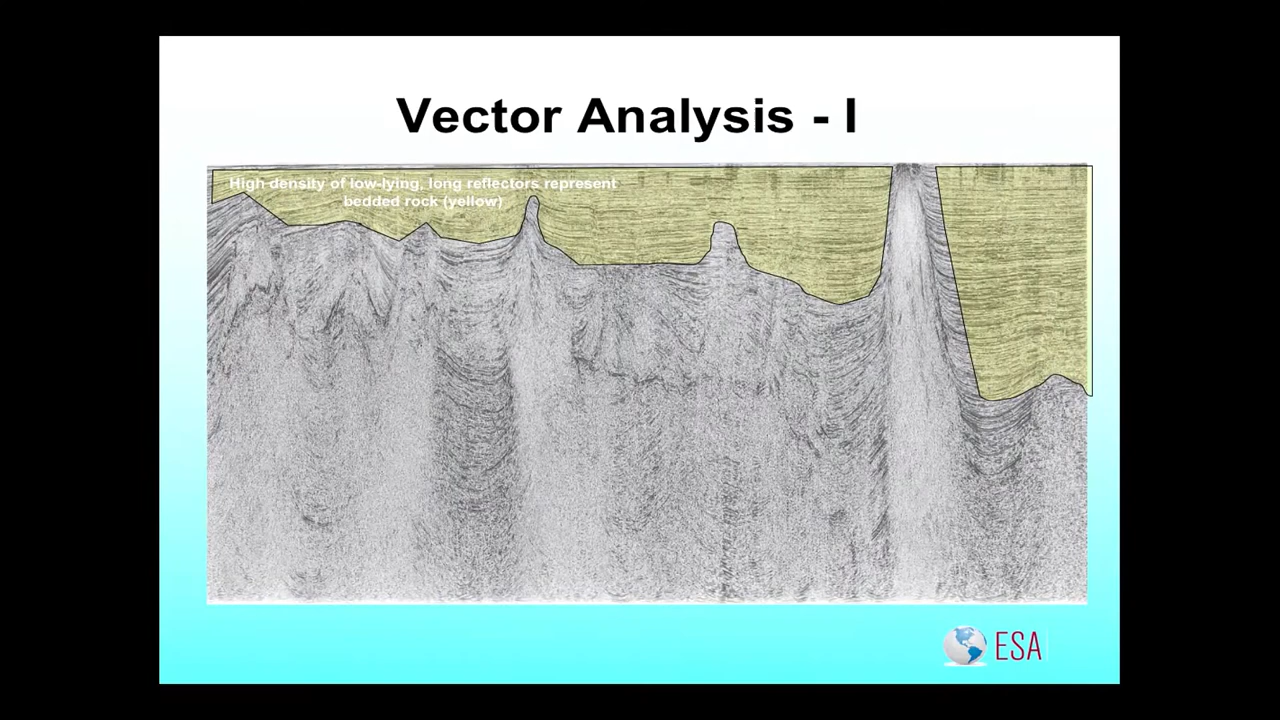 Vector Analysis - I
High density of low-lying, long reflectors represent
bedded rock (yellow)
ESA